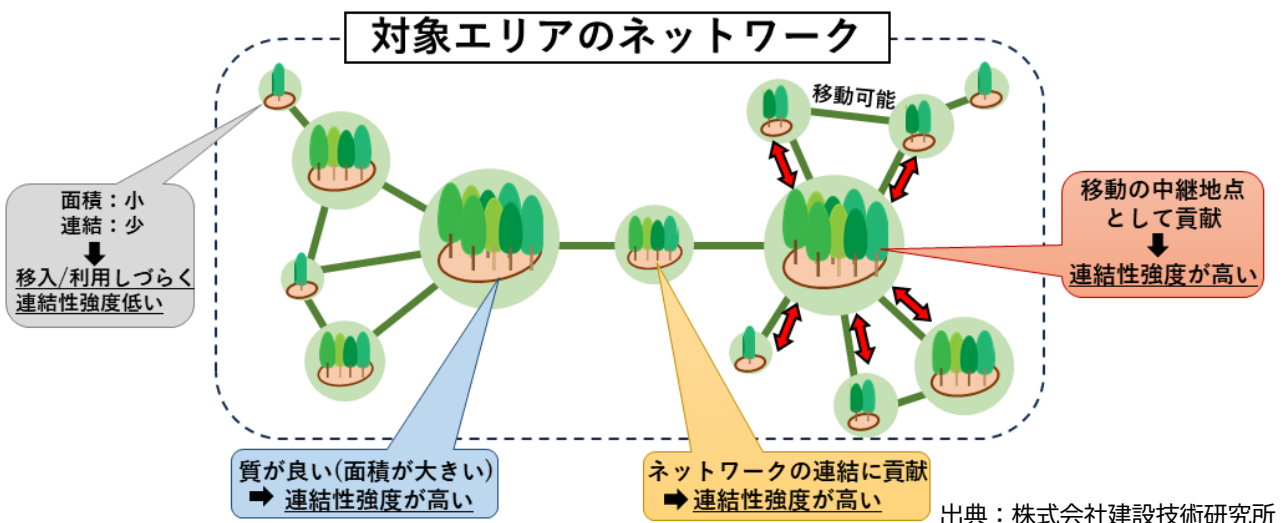 対象エリアのネットワーク
移動可能
面積：小
連結：少
移入/利用しづらく
連結性強度低い
移動の中継地点
として貢献
連結性強度が高い
質が良い(面積が大きい)
連結性強度が高い
ネットワークの連結に貢献
連結性強度が高い
出典：株式会社建設技術研究所